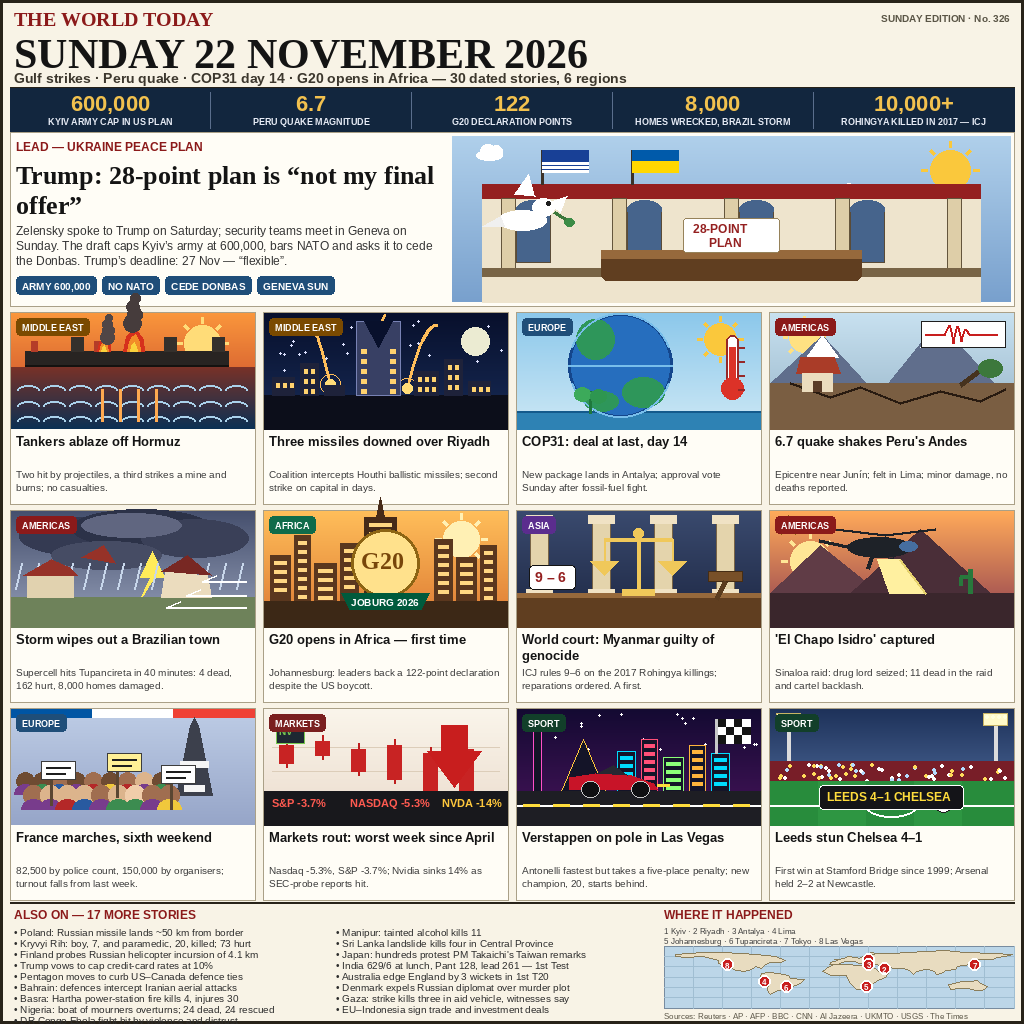 THE WORLD TODAY
SUNDAY EDITION · No. 326
SUNDAY 22 NOVEMBER 2026
Gulf strikes · Peru quake · COP31 day 14 · G20 opens in Africa — 30 dated stories, 6 regions
600,000
KYIV ARMY CAP IN US PLAN
6.7
PERU QUAKE MAGNITUDE
122
G20 DECLARATION POINTS
8,000
HOMES WRECKED, BRAZIL STORM
10,000+
ROHINGYA KILLED IN 2017 — ICJ
LEAD — UKRAINE PEACE PLAN
Trump: 28-point plan is “not my final
offer”
Zelensky spoke to Trump on Saturday; security teams meet in Geneva on
Sunday. The draft caps Kyiv’s army at 600,000, bars NATO and asks it to cede
the Donbas. Trump’s deadline: 27 Nov — “flexible”.
ARMY 600,000
NO NATO
CEDE DONBAS
GENEVA SUN
28-POINT
PLAN
MIDDLE EAST
Tankers ablaze off Hormuz
Two hit by projectiles, a third strikes a mine and
burns; no casualties.
MIDDLE EAST
Three missiles downed over Riyadh
Coalition intercepts Houthi ballistic missiles; second
strike on capital in days.
EUROPE
COP31: deal at last, day 14
New package lands in Antalya; approval vote
Sunday after fossil-fuel fight.
AMERICAS
6.7 quake shakes Peru's Andes
Epicentre near Junín; felt in Lima; minor damage, no
deaths reported.
AMERICAS
Storm wipes out a Brazilian town
Supercell hits Tupancireta in 40 minutes: 4 dead,
162 hurt, 8,000 homes damaged.
AFRICA
G20
JOBURG 2026
G20 opens in Africa — first time
Johannesburg: leaders back a 122-point declaration
despite the US boycott.
ASIA
9 – 6
World court: Myanmar guilty of
genocide
ICJ rules 9–6 on the 2017 Rohingya killings;
reparations ordered. A first.
AMERICAS
'El Chapo Isidro' captured
Sinaloa raid: drug lord seized; 11 dead in the raid
and cartel backlash.
EUROPE
France marches, sixth weekend
82,500 by police count, 150,000 by organisers;
turnout falls from last week.
MARKETS
S&P -3.7%
NASDAQ -5.3%
NVDA -14%
Markets rout: worst week since April
Nasdaq -5.3%, S&P -3.7%; Nvidia sinks 14% as
SEC-probe reports hit.
SPORT
Verstappen on pole in Las Vegas
Antonelli fastest but takes a five-place penalty; new
champion, 20, starts behind.
SPORT
LEEDS 4–1 CHELSEA
Leeds stun Chelsea 4–1
First win at Stamford Bridge since 1999; Arsenal
held 2–2 at Newcastle.
ALSO ON — 17 MORE STORIES
• Poland: Russian missile lands ~50 km from border
• Kryvyi Rih: boy, 7, and paramedic, 20, killed; 73 hurt
• Finland probes Russian helicopter incursion of 4.1 km
• Trump vows to cap credit-card rates at 10%
• Pentagon moves to curb US–Canada defence ties
• Bahrain: defences intercept Iranian aerial attacks
• Basra: Hartha power-station fire kills 4, injures 30
• Nigeria: boat of mourners overturns; 24 dead, 24 rescued
• DR Congo Ebola fight hit by violence and distrust
• Manipur: tainted alcohol kills 11
• Sri Lanka landslide kills four in Central Province
• Japan: hundreds protest PM Takaichi's Taiwan remarks
• India 629/6 at lunch, Pant 128, lead 261 — 1st Test
• Australia edge England by 3 wickets in 1st T20
• Denmark expels Russian diplomat over murder plot
• Gaza: strike kills three in aid vehicle, witnesses say
• EU–Indonesia sign trade and investment deals
WHERE IT HAPPENED
1 Kyiv · 2 Riyadh · 3 Antalya · 4 Lima
5 Johannesburg · 6 Tupancireta · 7 Tokyo · 8 Las Vegas
8
3
2
7
4
6
5
Sources: Reuters · AP · AFP · BBC · CNN · Al Jazeera · UKMTO · USGS · The Times